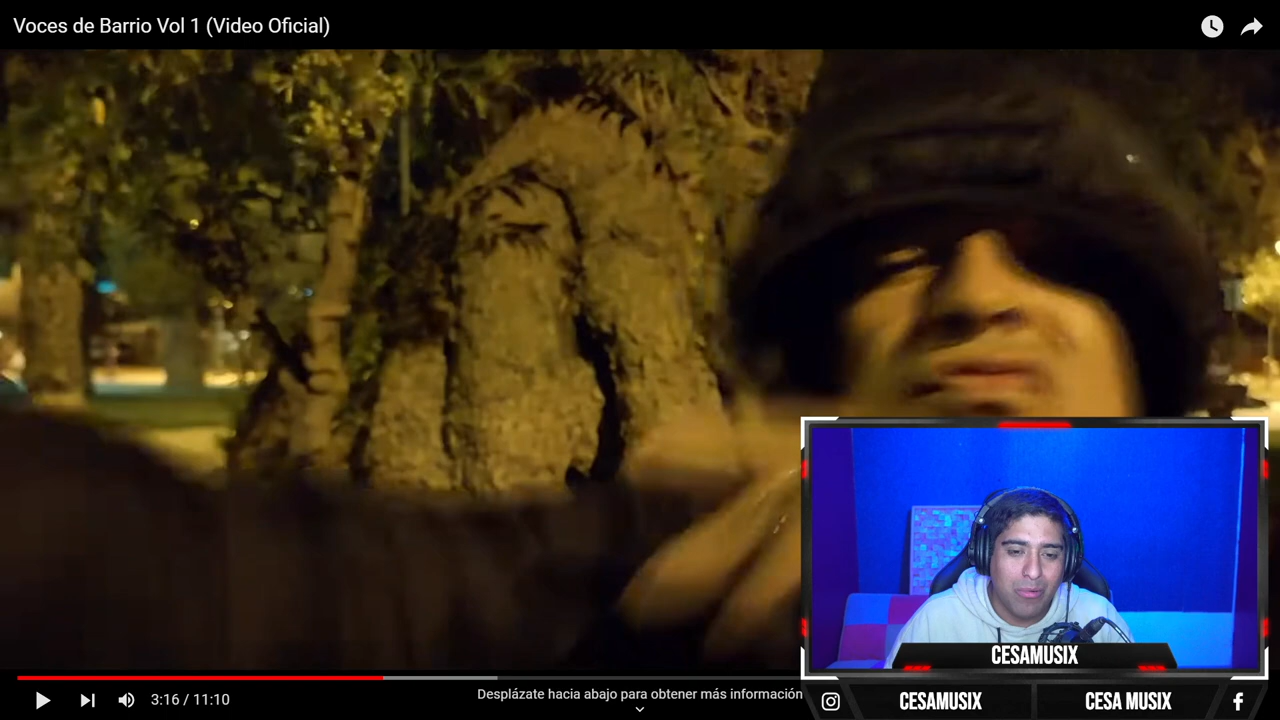 Voces de Barrio Vol 1 (Video Oficial)
CESAMUSIX
3:16 / 11:10
Desplázate hacia abajo para obtener más información
CESAMUSIX
CESA MUSIX